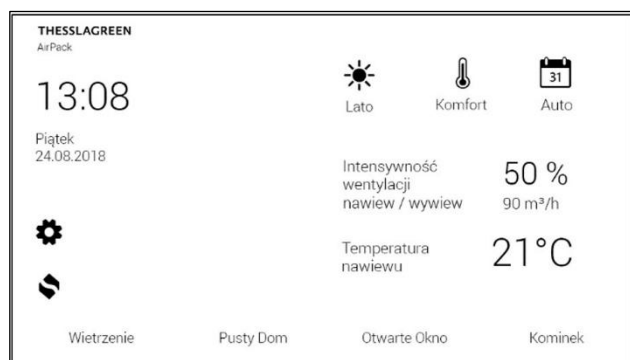 THESSLAGREEN
AirPack
13:08
Piątek
24.08.2018
31
Lato
Komfort
Auto
Intensywność
wentylacji
nawiew / wywiew
50 %
90 m³/h
Temperatura
nawiewu
21°C
Wietrzenie
Pusty Dom
Otwarte Okno
Kominek